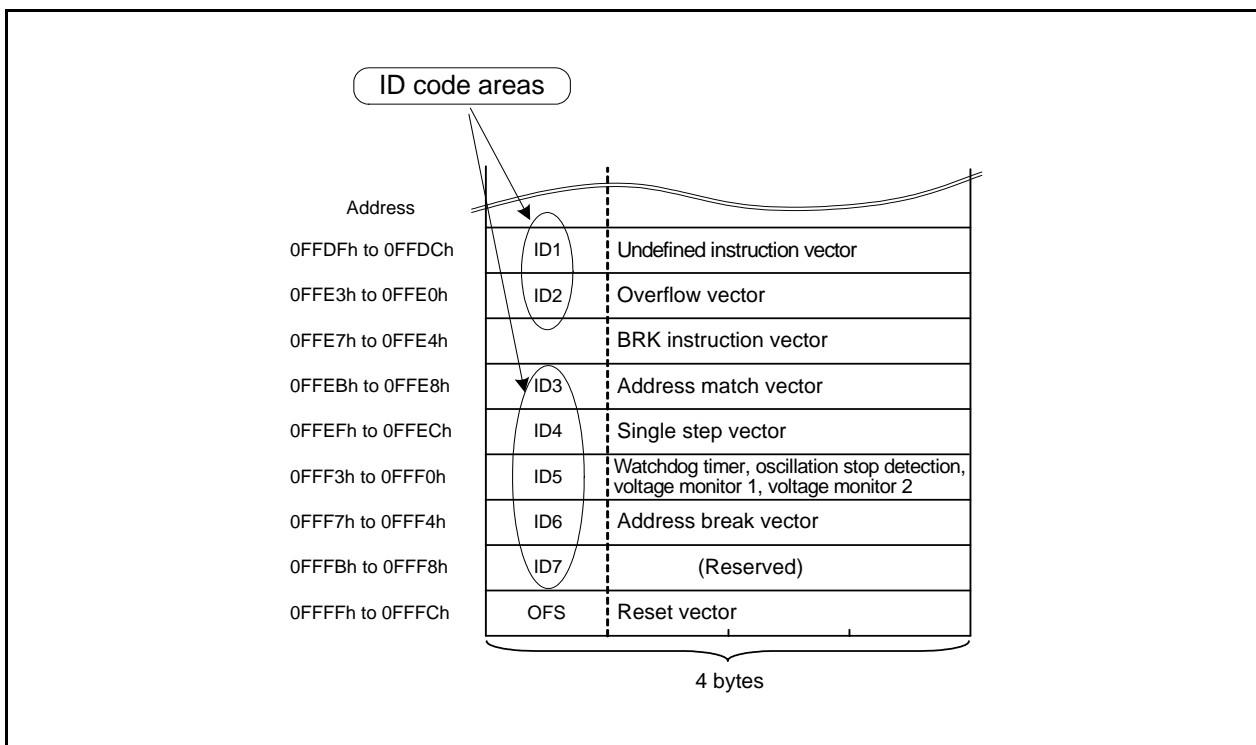 ID code areas
Address
0FFDFh to 0FFDCh ID1 Undefined instruction vector
0FFE3h to 0FFE0h ID2 Overflow vector
0FFE7h to 0FFE4h BRK instruction vector
0FFEBh to 0FFE8h ID3 Address match vector
0FFEFh to 0FFECh ID4 Single step vector
0FFF3h to 0FFF0h ID5 Watchdog timer, oscillation stop detection,
voltage monitor 1, voltage monitor 2
0FFF7h to 0FFF4h ID6 Address break vector
0FFFBh to 0FFF8h ID7 (Reserved)
0FFFFh to 0FFFCh OFS Reset vector
4 bytes